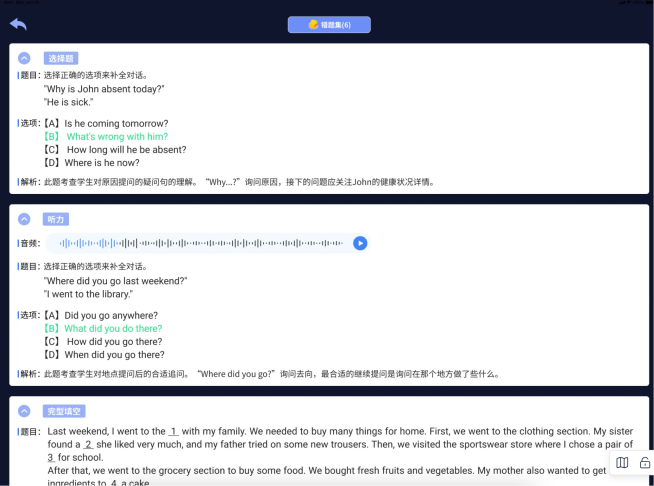 错题集(6)
选择题
题目：选择正确的选项来补全对话。
"Why is John absent today?"
"He is sick."
选项：【A】Is he coming tomorrow?
【B】 What's wrong with him?
【C】 How long will he be absent?
【D】Where is he now?
解析：此题考查学生对原因提问的疑问句的理解。“Why...?”询问原因，接下的问题应关注John的健康状况详情。
听力
音频：
题目：选择正确的选项来补全对话。
"Where did you go last weekend?"
"I went to the library."
选项：【A】Did you go anywhere?
【B】What did you do there?
【C】 How did you go there?
【D】When did you go there?
解析：此题考查学生对地点提问后的合适追问。“Where did you go?”询问去向，最合适的继续提问是询问在那个地方做了些什么。
完型填空
题目： Last weekend, I went to the _1_ with my family. We needed to buy many things for home. First, we went to the clothing section. My sister
found a _2_ she liked very much, and my father tried on some new trousers. Then, we visited the sportswear store where I chose a pair of
_3_ for school.
After that, we went to the grocery section to buy some food. We bought fresh fruits and vegetables. My mother also wanted to get
ingredients to _4_ a cake.